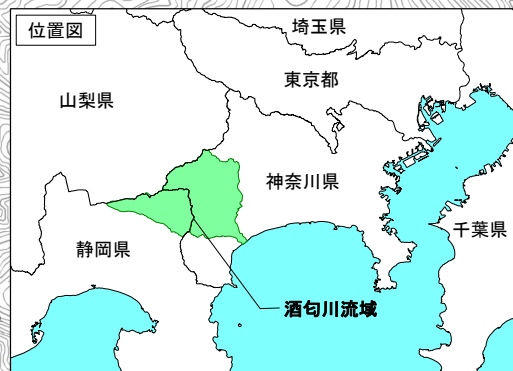 位置図
埼玉県
東京都
山梨県
神奈川県
千葉県
静岡県
酒匂川流域